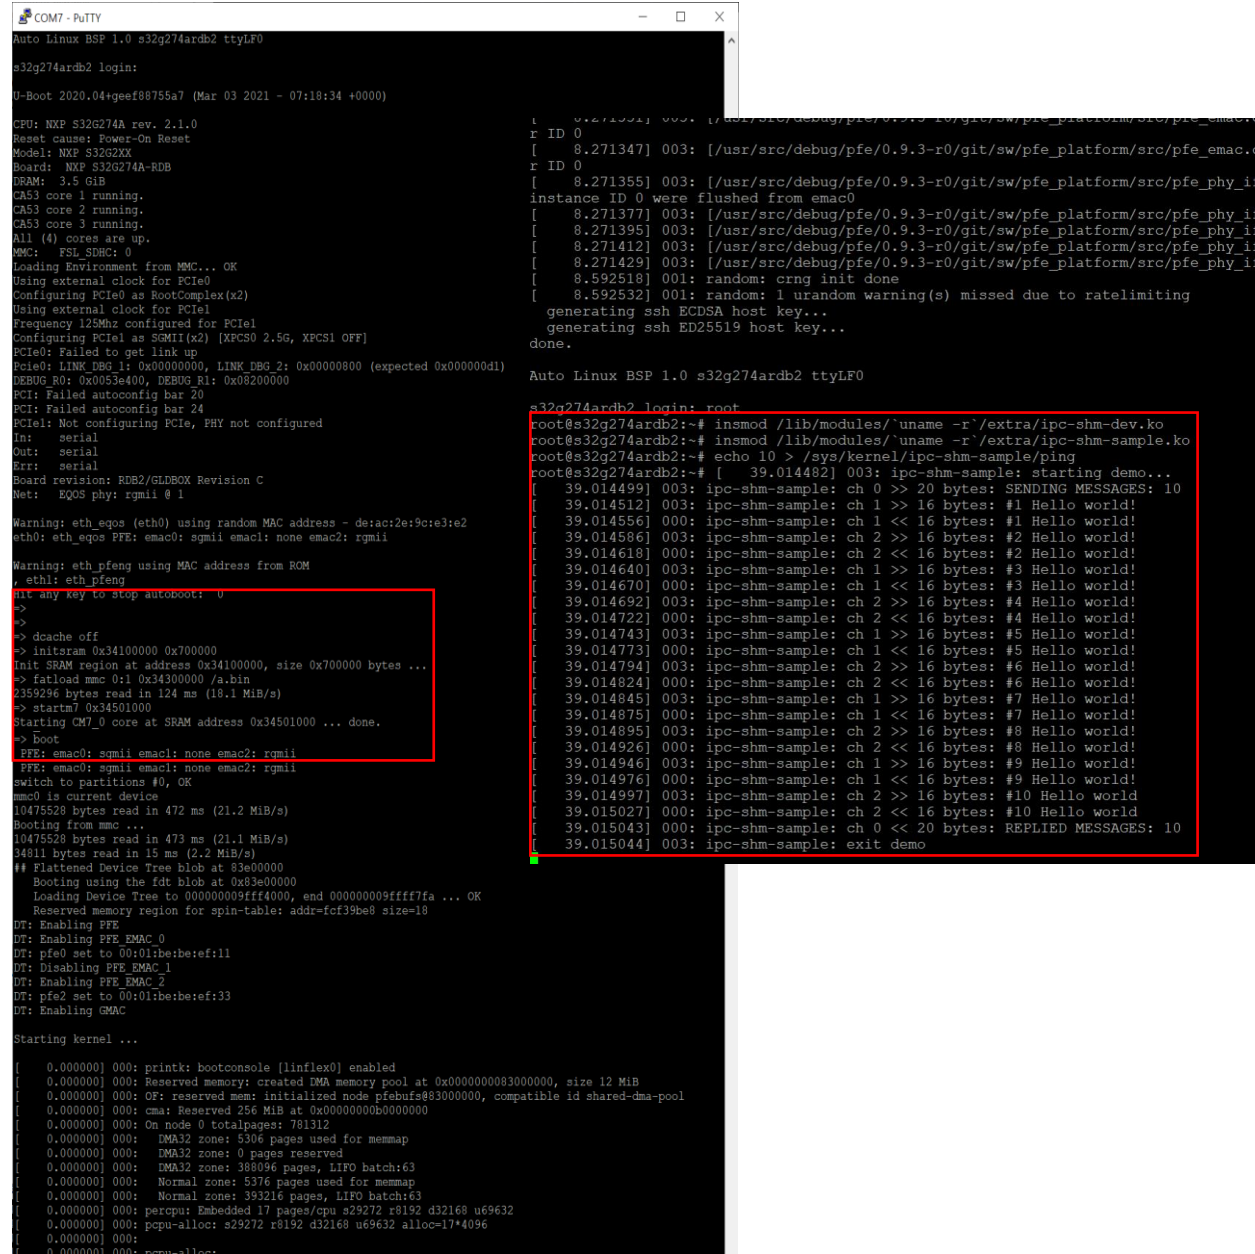 COM7 - PuTTY
Auto Linux BSP 1.0 s32g274ardb2 ttyLF0
s32g274ardb2 login:
U-Boot 2020.04+geef88755a7 (Mar 03 2021 - 07:18:34 +0000)
CPU: NXP S32G274A rev. 2.1.0
Reset cause: Power-On Reset
Model: NXP S32G2XX
Board:  NXP S32G274A-RDB
DRAM:  3.5 GiB
CA53 core 1 running.
CA53 core 2 running.
CA53 core 3 running.
All (4) cores are up.
MMC:   FSL_SDHC: 0
Loading Environment from MMC... OK
Using external clock for PCIe0
Configuring PCIe0 as RootComplex(x2)
Using external clock for PCIe1
Frequency 125Mhz configured for PCIe1
Configuring PCIe1 as SGMII(x2) [XPCS0 2.5G, XPCS1 OFF]
PCIe0: Failed to get link up
Pcie0: LINK_DBG_1: 0x00000000, LINK_DBG_2: 0x00000800 (expected 0x000000d1)
DEBUG_R0: 0x0053e400, DEBUG_R1: 0x08200000
PCI: Failed autoconfig bar 20
PCI: Failed autoconfig bar 24
PCIe1: Not configuring PCIe, PHY not configured
In:    serial
Out:   serial
Err:   serial
Board revision: RDB2/GLDBOX Revision C
Net:   EQOS phy: rgmii @ 1
Warning: eth_eqos (eth0) using random MAC address - de:ac:2e:9c:e3:e2
eth0: eth_eqos PFE: emac0: sgmii emac1: none emac2: rgmii
Warning: eth_pfeng using MAC address from ROM
, eth1: eth_pfeng
Hit any key to stop autoboot:  0
=>
=>
=> dcache off
=> initsram 0x34100000 0x700000
Init SRAM region at address 0x34100000, size 0x700000 bytes ...
=> fatload mmc 0:1 0x34300000 /a.bin
2359296 bytes read in 124 ms (18.1 MiB/s)
=> startm7 0x34501000
Starting CM7_0 core at SRAM address 0x34501000 ... done.
=> boot
PFE: emac0: sgmii emac1: none emac2: rgmii
PFE: emac0: sgmii emac1: none emac2: rgmii
switch to partitions #0, OK
mmc0 is current device
10475528 bytes read in 472 ms (21.2 MiB/s)
Booting from mmc ...
10475528 bytes read in 473 ms (21.1 MiB/s)
34811 bytes read in 15 ms (2.2 MiB/s)
## Flattened Device Tree blob at 83e00000
   Booting using the fdt blob at 0x83e00000
   Loading Device Tree to 000000009fff4000, end 000000009ffff7fa ... OK
   Reserved memory region for spin-table: addr=fcf39be8 size=18
DT: Enabling PFE
DT: Enabling PFE_EMAC_0
DT: pfe0 set to 00:01:be:be:ef:11
DT: Disabling PFE_EMAC_1
DT: Enabling PFE_EMAC_2
DT: pfe2 set to 00:01:be:be:ef:33
DT: Enabling GMAC
Starting kernel ...
[    0.000000] 000: printk: bootconsole [linflex0] enabled
[    0.000000] 000: Reserved memory: created DMA memory pool at 0x0000000083000000, size 12 MiB
[    0.000000] 000: OF: reserved mem: initialized node pfebufs@83000000, compatible id shared-dma-pool
[    0.000000] 000: cma: Reserved 256 MiB at 0x00000000b0000000
[    0.000000] 000: On node 0 totalpages: 781312
[    0.000000] 000:   DMA32 zone: 5306 pages used for memmap
[    0.000000] 000:   DMA32 zone: 0 pages reserved
[    0.000000] 000:   DMA32 zone: 388096 pages, LIFO batch:63
[    0.000000] 000:   Normal zone: 5376 pages used for memmap
[    0.000000] 000:   Normal zone: 393216 pages, LIFO batch:63
[    0.000000] 000: percpu: Embedded 17 pages/cpu s29272 r8192 d32168 u69632
[    0.000000] 000: pcpu-alloc: s29272 r8192 d32168 u69632 alloc=17*4096
[    0.000000] 000:
[    0.000000] 000: pcpu-alloc:
r ID 0
[    8.271347] 003: [/usr/src/debug/pfe/0.9.3-r0/git/sw/pfe_platform/src/pfe_emac.
r ID 0
[    8.271355] 003: [/usr/src/debug/pfe/0.9.3-r0/git/sw/pfe_platform/src/pfe_phy_i
instance ID 0 were flushed from emac0
[    8.271377] 003: [/usr/src/debug/pfe/0.9.3-r0/git/sw/pfe_platform/src/pfe_phy_i
[    8.271395] 003: [/usr/src/debug/pfe/0.9.3-r0/git/sw/pfe_platform/src/pfe_phy_i
[    8.271412] 003: [/usr/src/debug/pfe/0.9.3-r0/git/sw/pfe_platform/src/pfe_phy_i
[    8.271429] 003: [/usr/src/debug/pfe/0.9.3-r0/git/sw/pfe_platform/src/pfe_phy_i
[    8.592518] 001: random: crng init done
[    8.592532] 001: random: 1 urandom warning(s) missed due to ratelimiting
  generating ssh ECDSA host key...
  generating ssh ED25519 host key...
done.
Auto Linux BSP 1.0 s32g274ardb2 ttyLF0
s32g274ardb2 login: root
root@s32g274ardb2:~# insmod /lib/modules/`uname -r`/extra/ipc-shm-dev.ko
root@s32g274ardb2:~# insmod /lib/modules/`uname -r`/extra/ipc-shm-sample.ko
root@s32g274ardb2:~# echo 10 > /sys/kernel/ipc-shm-sample/ping
root@s32g274ardb2:~# [   39.014482] 003: ipc-shm-sample: starting demo...
[   39.014499] 003: ipc-shm-sample: ch 0 >> 20 bytes: SENDING MESSAGES: 10
[   39.014512] 003: ipc-shm-sample: ch 1 >> 16 bytes: #1 Hello world!
[   39.014556] 000: ipc-shm-sample: ch 1 << 16 bytes: #1 Hello world!
[   39.014586] 003: ipc-shm-sample: ch 2 >> 16 bytes: #2 Hello world!
[   39.014618] 000: ipc-shm-sample: ch 2 << 16 bytes: #2 Hello world!
[   39.014640] 003: ipc-shm-sample: ch 1 >> 16 bytes: #3 Hello world!
[   39.014670] 000: ipc-shm-sample: ch 1 << 16 bytes: #3 Hello world!
[   39.014692] 003: ipc-shm-sample: ch 2 >> 16 bytes: #4 Hello world!
[   39.014722] 000: ipc-shm-sample: ch 2 << 16 bytes: #4 Hello world!
[   39.014743] 003: ipc-shm-sample: ch 1 >> 16 bytes: #5 Hello world!
[   39.014773] 000: ipc-shm-sample: ch 1 << 16 bytes: #5 Hello world!
[   39.014794] 003: ipc-shm-sample: ch 2 >> 16 bytes: #6 Hello world!
[   39.014824] 000: ipc-shm-sample: ch 2 << 16 bytes: #6 Hello world!
[   39.014845] 003: ipc-shm-sample: ch 1 >> 16 bytes: #7 Hello world!
[   39.014875] 000: ipc-shm-sample: ch 1 << 16 bytes: #7 Hello world!
[   39.014895] 003: ipc-shm-sample: ch 2 >> 16 bytes: #8 Hello world!
[   39.014926] 000: ipc-shm-sample: ch 2 << 16 bytes: #8 Hello world!
[   39.014946] 003: ipc-shm-sample: ch 1 >> 16 bytes: #9 Hello world!
[   39.014976] 000: ipc-shm-sample: ch 1 << 16 bytes: #9 Hello world!
[   39.014997] 003: ipc-shm-sample: ch 2 >> 16 bytes: #10 Hello world
[   39.015027] 000: ipc-shm-sample: ch 2 << 16 bytes: #10 Hello world
[   39.015043] 000: ipc-shm-sample: ch 0 << 20 bytes: REPLIED MESSAGES: 10
[   39.015044] 003: ipc-shm-sample: exit demo